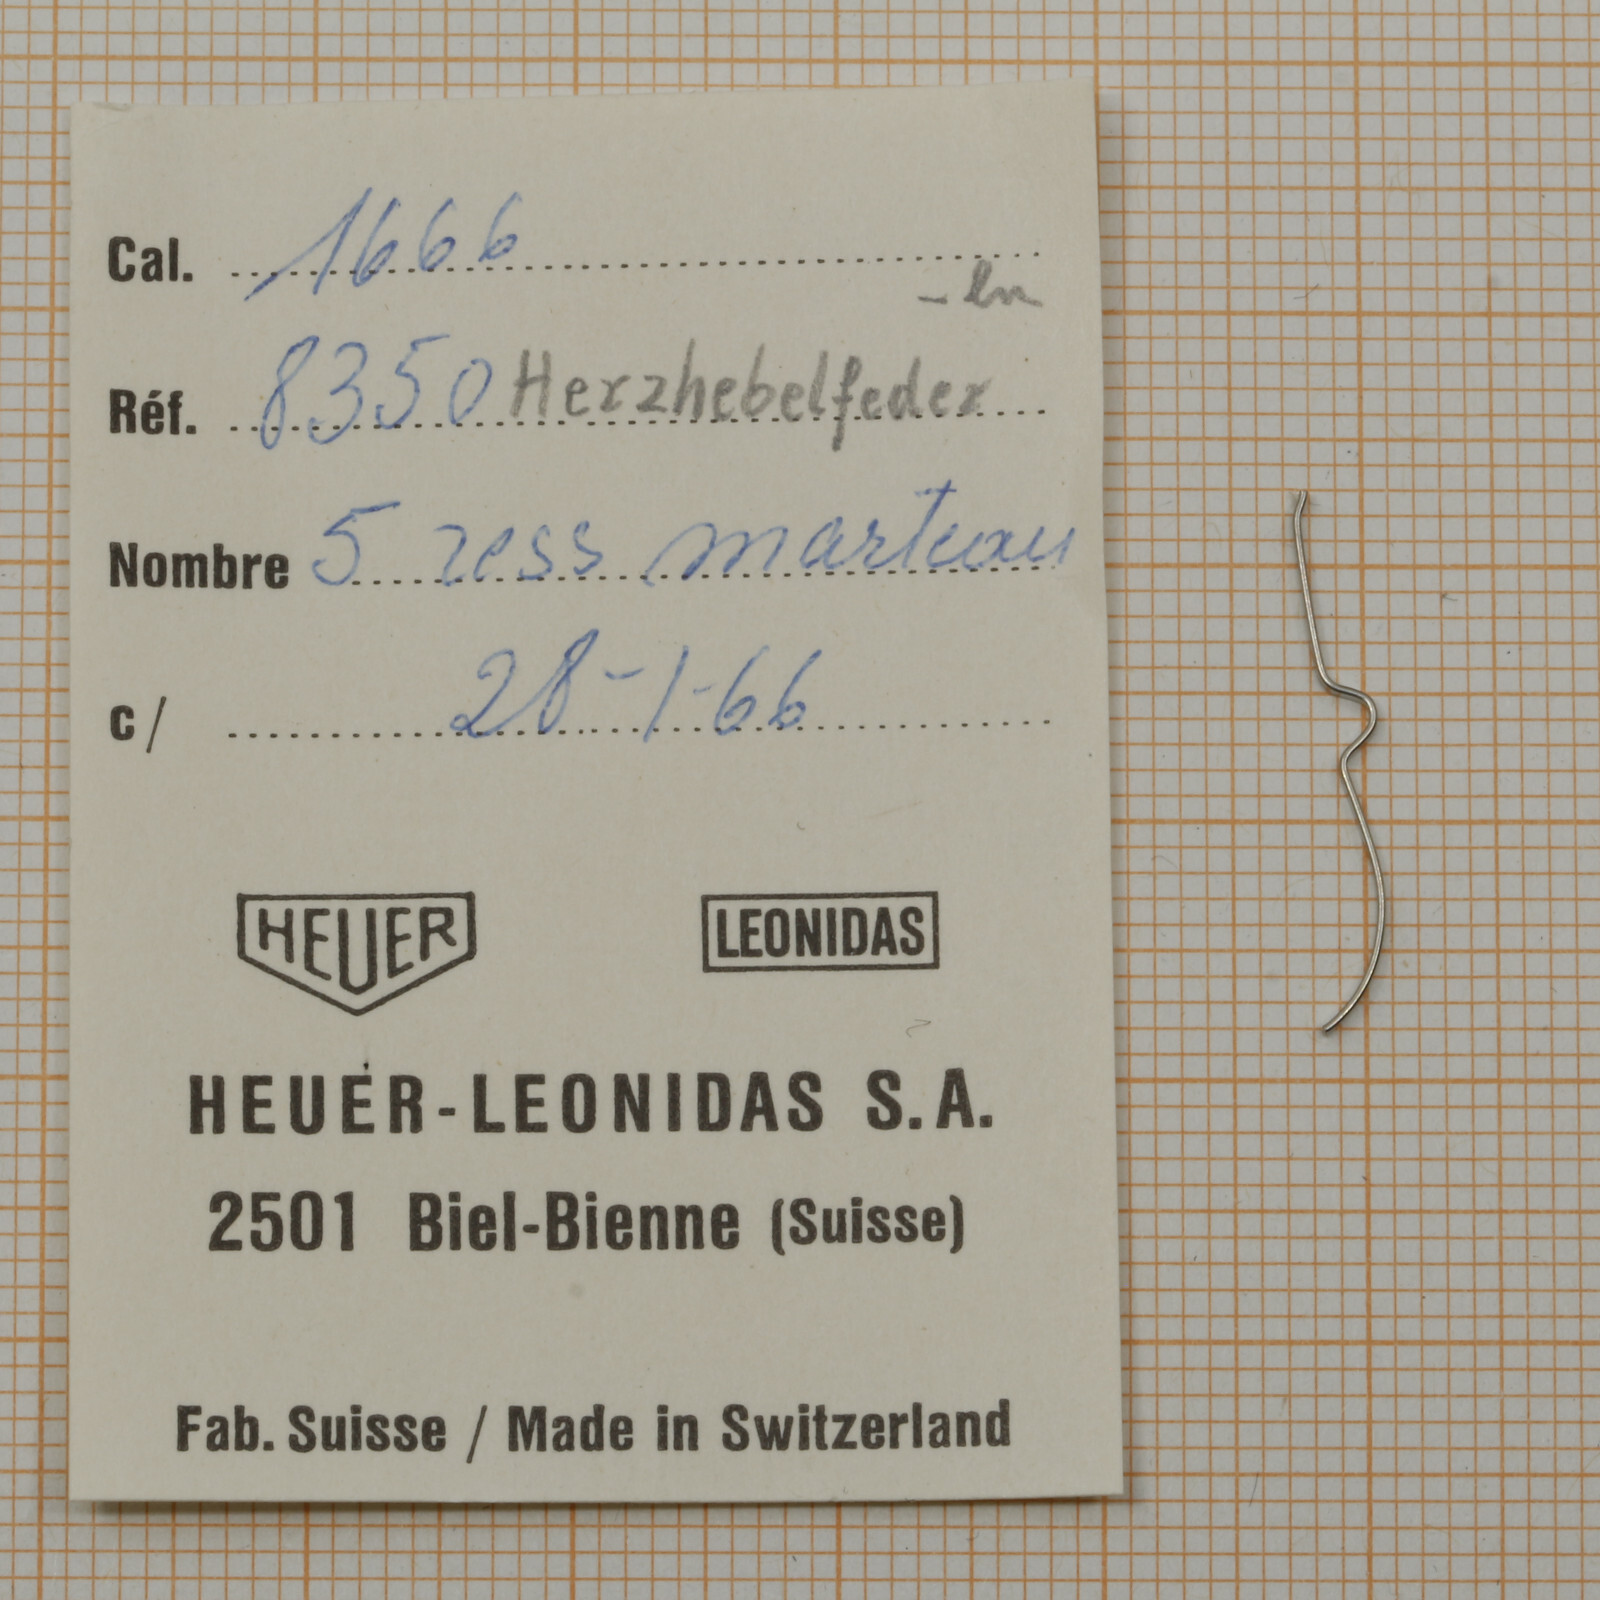 Cal. 1666
- ln
Réf. 8350 Herzhebelfeder
Nombre 5 ress marteau
c/ 28-1-66
HEUER LEONIDAS
HEUER-LEONIDAS S.A.
2501 Biel-Bienne (Suisse)
Fab. Suisse / Made in Switzerland